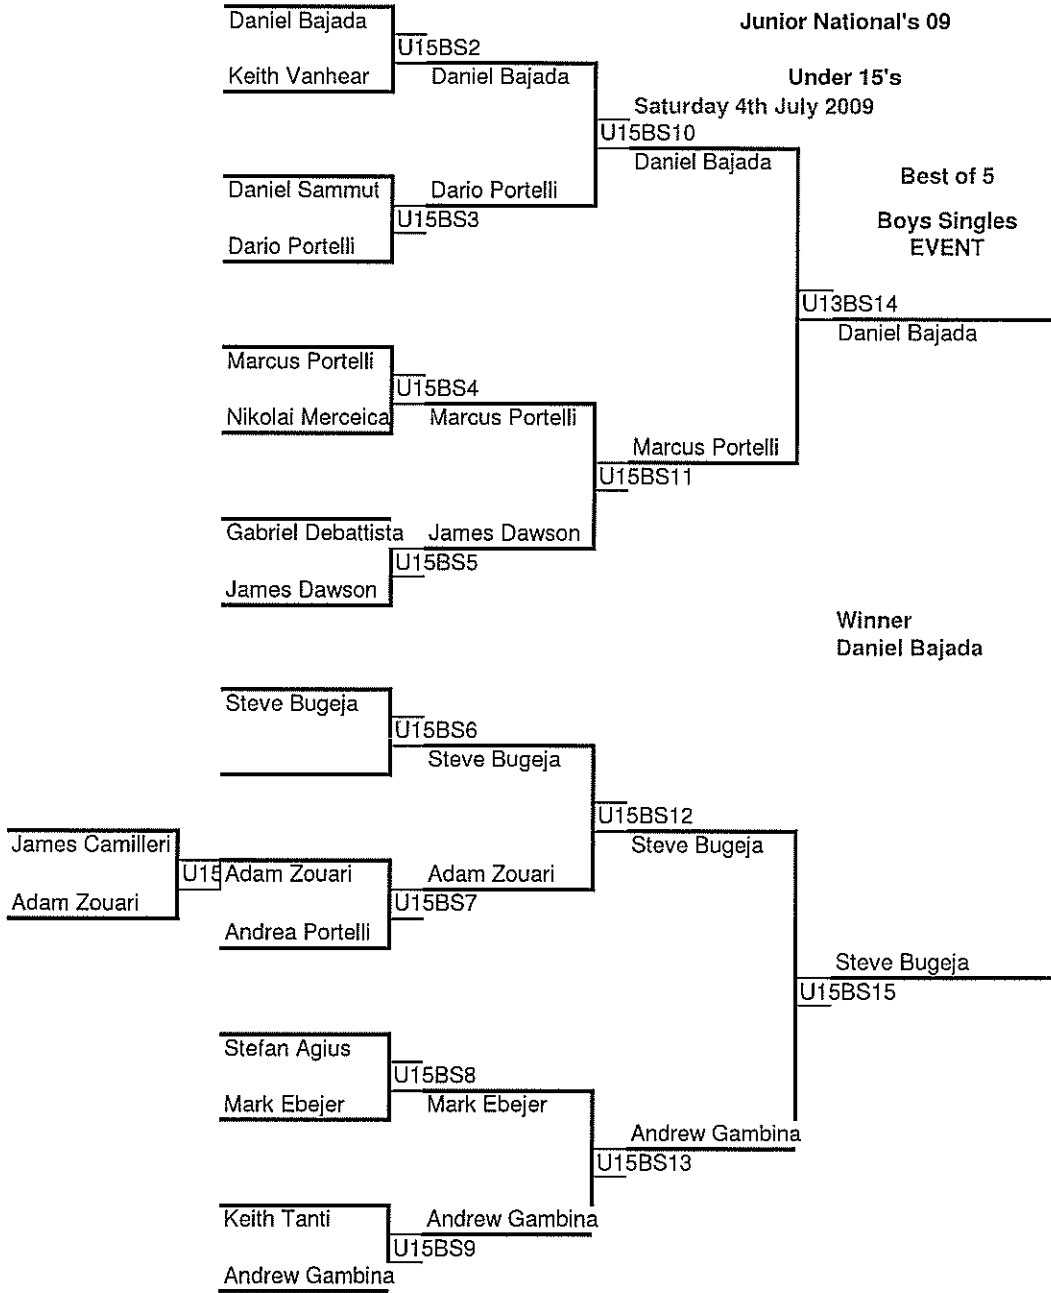 Junior National's 09
Under 15's
Saturday 4th July 2009
Best of 5
Boys Singles
EVENT
Daniel Bajada
U15BS2
Keith Vanhear
Daniel Bajada
U15BS10
Daniel Bajada
Daniel Sammut
Dario Portelli
U15BS3
Dario Portelli
U13BS14
Daniel Bajada
Marcus Portelli
U15BS4
Nikolai Merceica
Marcus Portelli
Marcus Portelli
U15BS11
Gabriel Debattista
James Dawson
U15BS5
James Dawson
Winner
Daniel Bajada
Steve Bugeja
U15BS6
Steve Bugeja
U15BS12
Steve Bugeja
James Camilleri
U15
Adam Zouari
Adam Zouari
Adam Zouari
U15BS7
Andrea Portelli
Steve Bugeja
U15BS15
Stefan Agius
U15BS8
Mark Ebejer
Mark Ebejer
Andrew Gambina
U15BS13
Keith Tanti
Andrew Gambina
U15BS9
Andrew Gambina